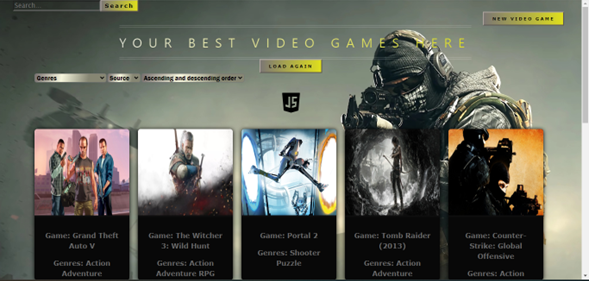 Search...
Search
NEW VIDEO GAME
YOUR BEST VIDEO GAMES HERE
LOAD AGAIN
Genres
Source
Ascending and descending order
JS
Game: Grand Theft
Auto V
Genres: Action
Adventure
Game: The Witcher
3: Wild Hunt
Genres: Action
Adventure RPG
Game: Portal 2
Genres: Shooter
Puzzle
Game: Tomb Raider
(2013)
Genres: Action
Adventure
Game: Counter-
Strike: Global
Offensive
Genres: Action